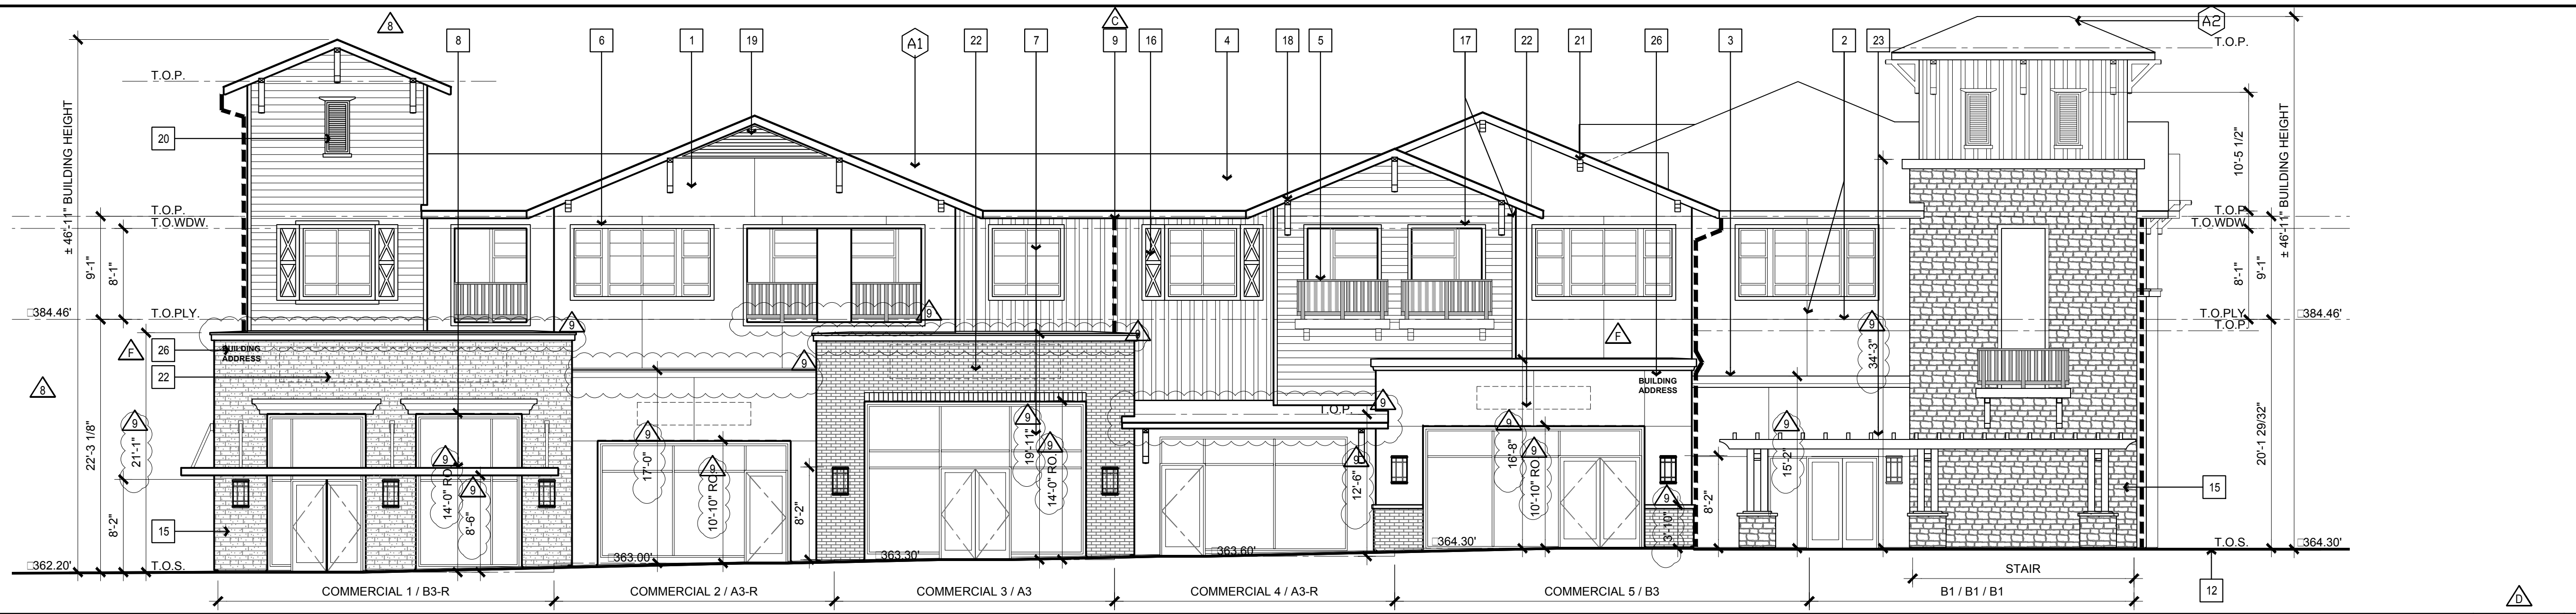 8
8
6
1
19
A1
22
7
C
9
16
4
18
5
17
22
21
26
3
2
23
A2
T.O.P.
T.O.P.
± 46'-11" BUILDING HEIGHT
20
10'-5 1/2"
± 46'-11" BUILDING HEIGHT
T.O.P.
T.O.WDW.
T.O.P.
T.O.WDW.
9'-1"
8'-1"
8'-1"
9'-1"
384.46'
T.O.PLY.
T.O.PLY.
T.O.P.
384.46'
9
9
9
F
26
BUILDING
ADDRESS
22
9
F
9
34'-3"
8
BUILDING
ADDRESS
9
T.O.P.
22'-3 1/8"
9
21'-1"
8'-2"
9
14'-0" RO.
9
8'-6"
9
17'-0"
9
10'-10" RO.
8'-2"
9
19'-11"
9
14'-0" RO.
9
12'-6"
9
16'-8"
9
10'-10" RO.
9
3'-10"
8'-2"
9
15'-2"
20'-1 29/32"
15
15
362.20'
T.O.S.
363.00'
363.30'
363.60'
364.30'
T.O.S.
364.30'
STAIR
12
COMMERCIAL 1 / B3-R
COMMERCIAL 2 / A3-R
COMMERCIAL 3 / A3
COMMERCIAL 4 / A3-R
COMMERCIAL 5 / B3
B1 / B1 / B1
D